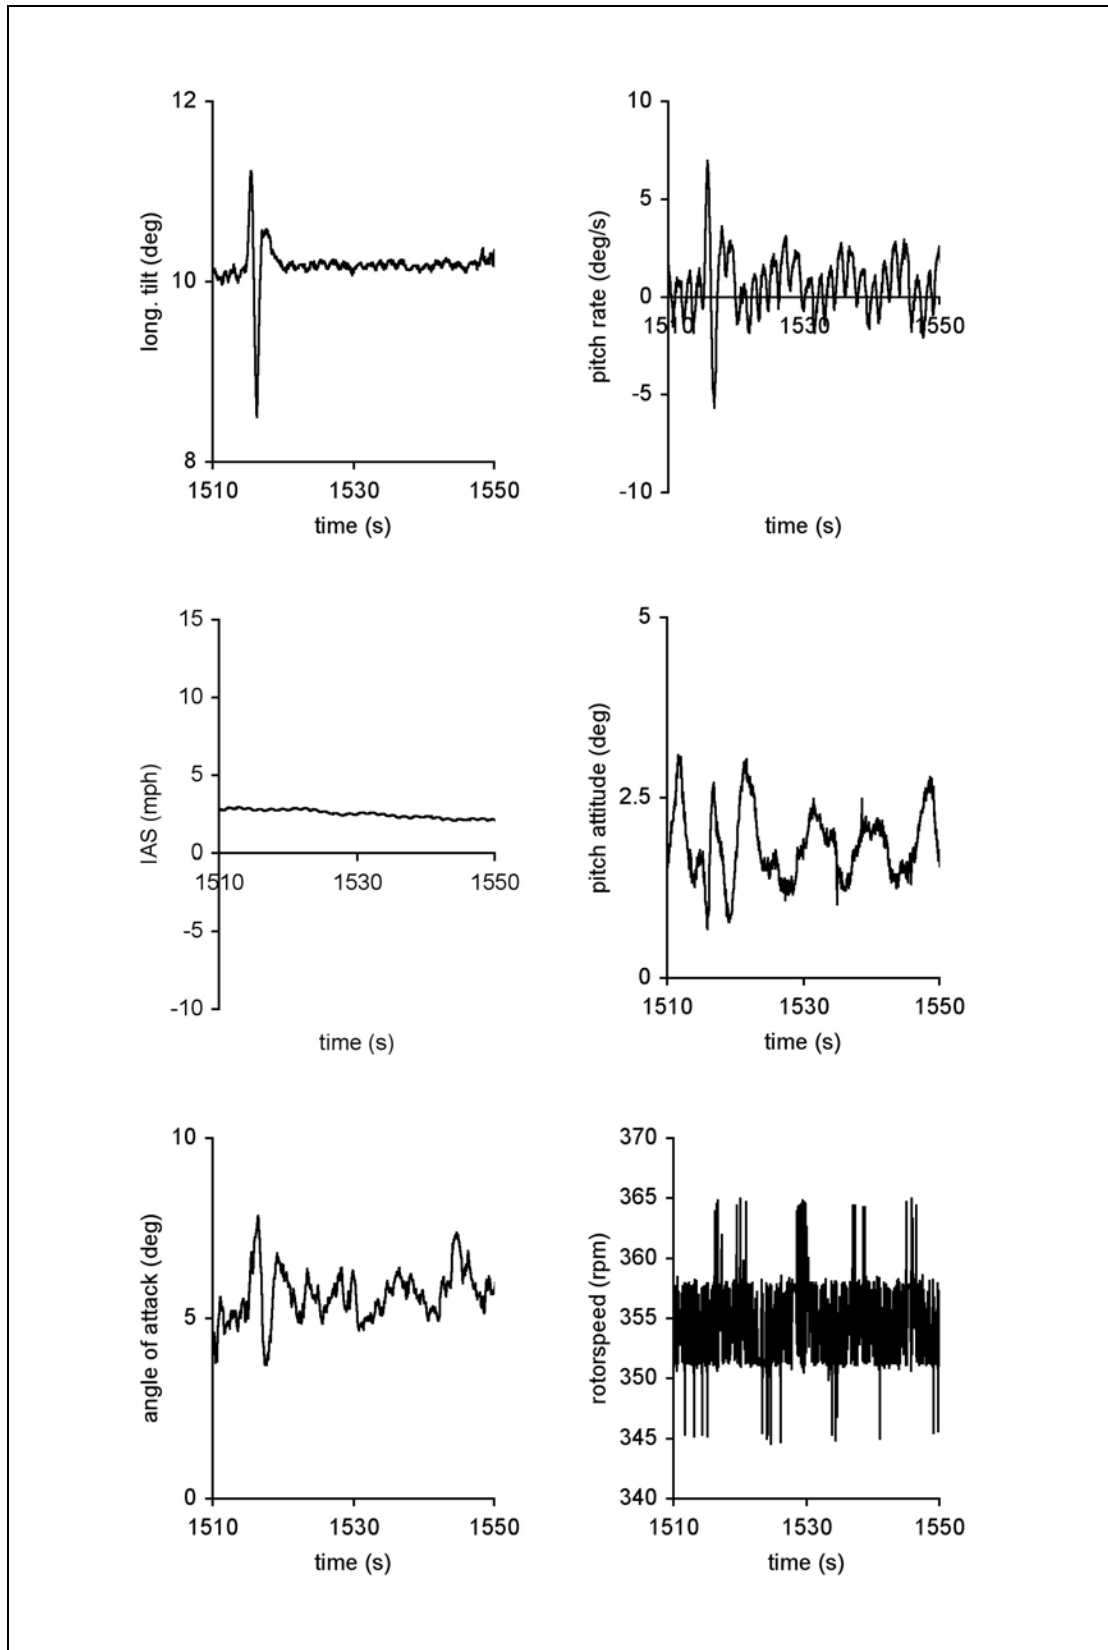 12
10
8
long. tilt (deg)
1510 1530 1550
time (s)
10
5
0
-5
-10
pitch rate (deg/s)
1510 1530 1550
time (s)
15
10
5
0
-5
-10
IAS (mph)
1510 1530 1550
time (s)
5
2.5
0
pitch attitude (deg)
1510 1530 1550
time (s)
10
5
0
angle of attack (deg)
1510 1530 1550
time (s)
370
365
360
355
350
345
340
rotorspeed (rpm)
1510 1530 1550
time (s)